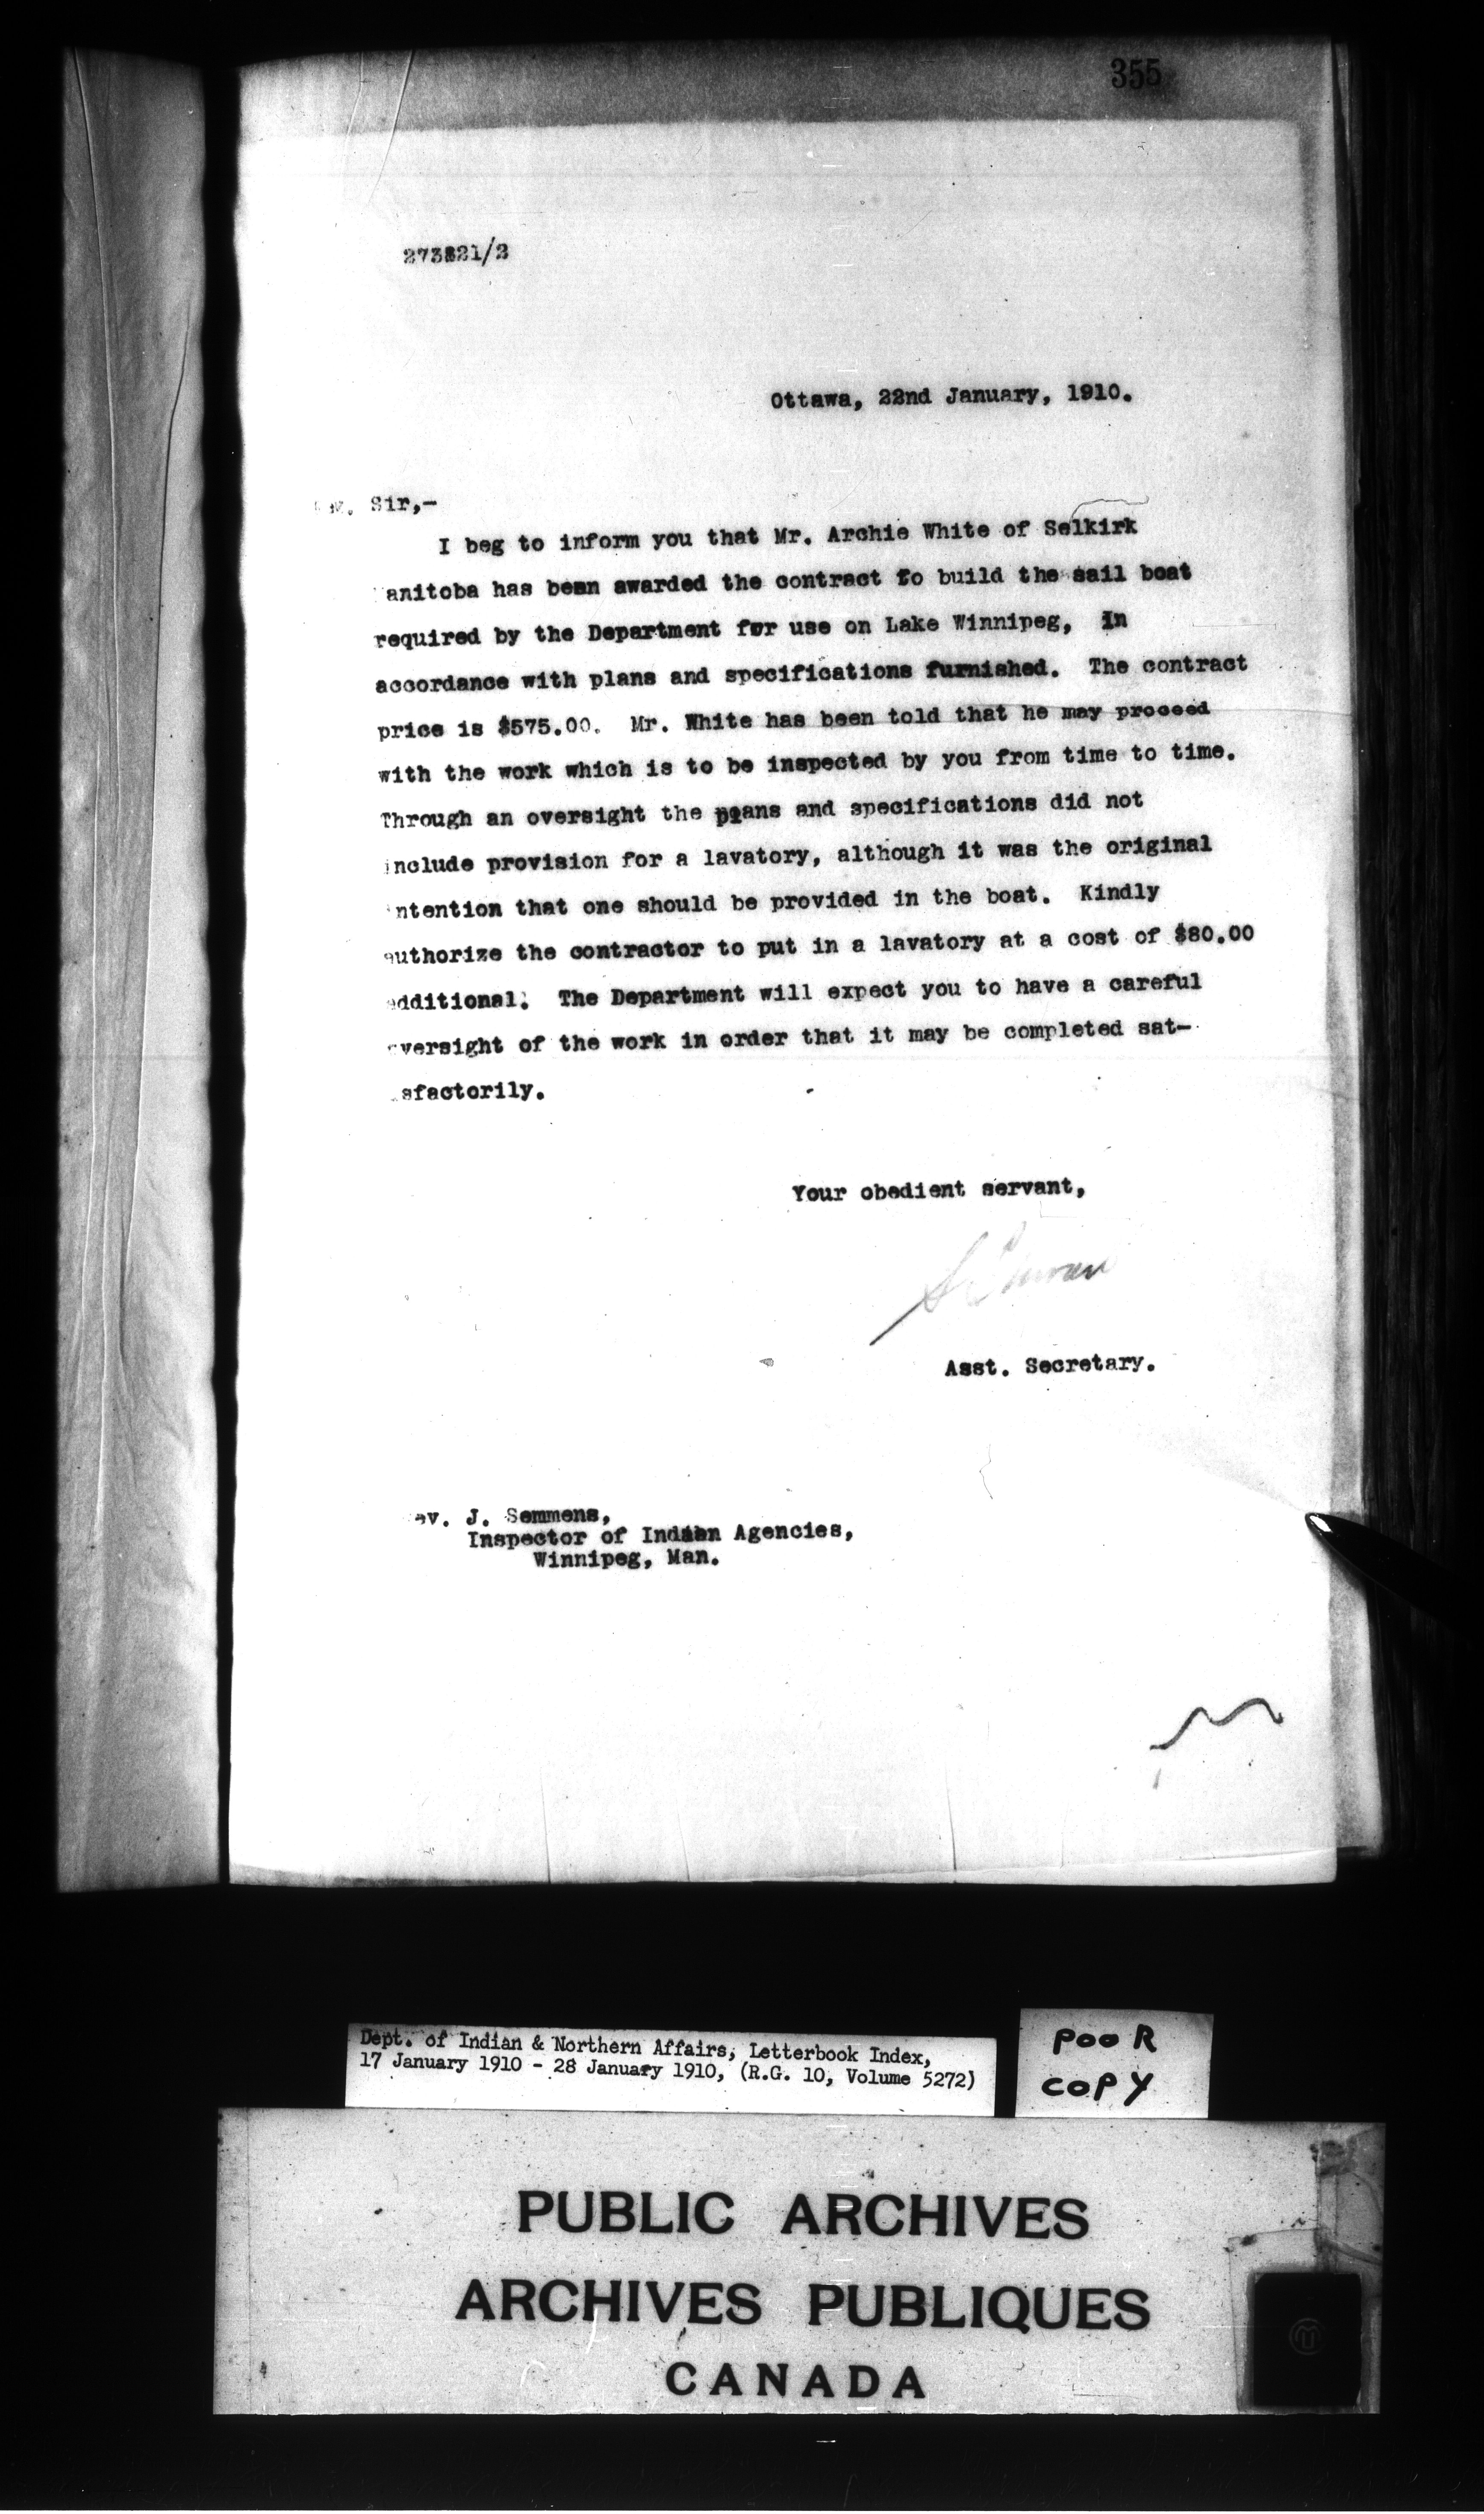 355
Ottawa, 22nd January, 1910.
Sir,-
I beg to inform you that Mr. Archie White of Selkirk
anitoba has been awarded the contract to build the sail boat
required by the Department for use on Lake Winnipeg, in
accordance with plans and specifications furnished. The contract
price is $575.00. Mr. White has been told that he may proceed
with the work which is to be inspected by you from time to time.
Through an oversight the plans and specifications did not
include provision for a lavatory, although it was the original
ntention that one should be provided in the boat. Kindly
authorize the contractor to put in a lavatory at a cost of $80.00
additional. The Department will expect you to have a careful
oversight of the work in order that it may be completed sat-
sfactorily.
Your obedient servant,
Asst. Secretary.
ev. J. Semmens,
Inspector of Indian Agencies,
Winnipeg, Man.
Dept. of Indian & Northern Affairs, Letterbook Index,
17 January 1910 - 28 January 1910, (R.G. 10, Volume 5272)
POOR
COPY
PUBLIC ARCHIVES
ARCHIVES PUBLIQUES
CANADA